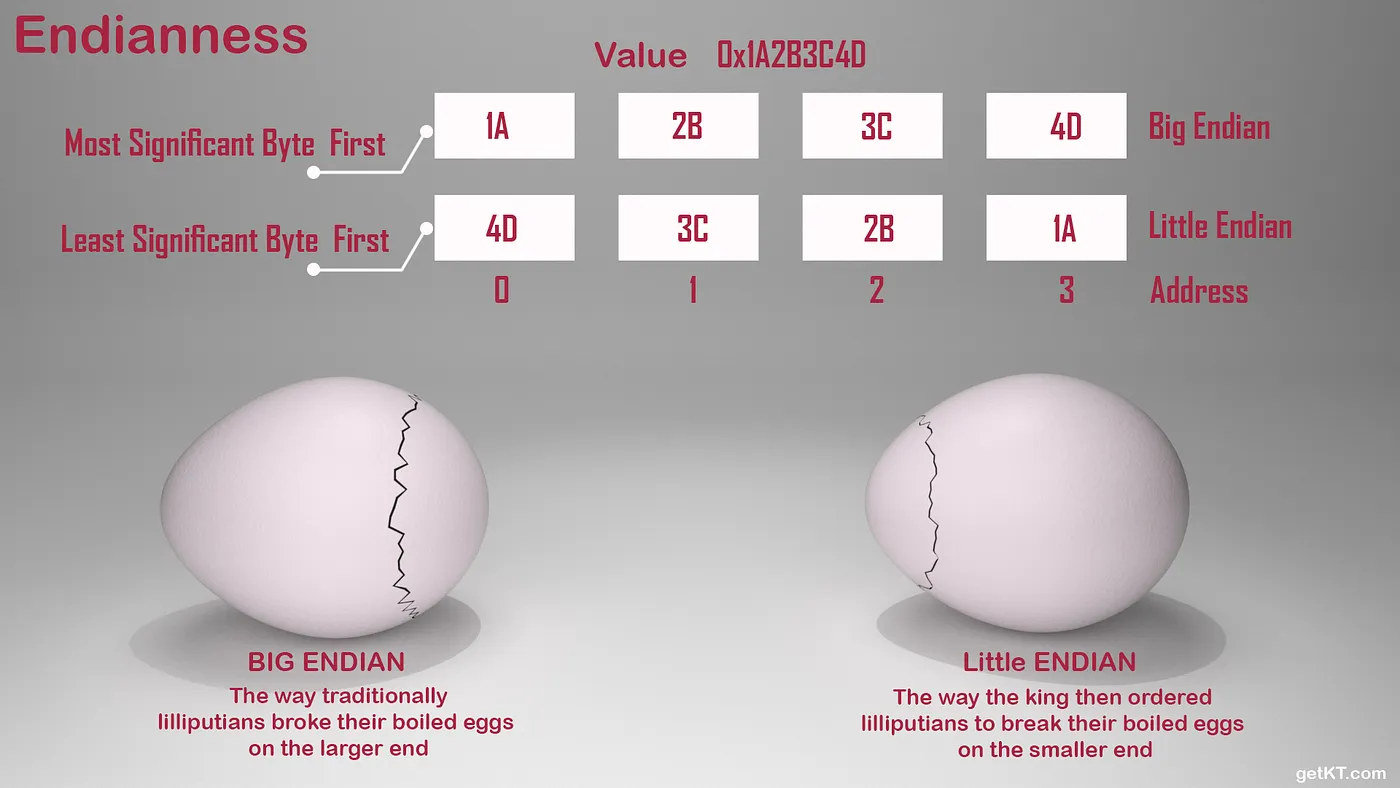 Endianness
Value 0x1A2B3C4D
Most Significant Byte First 1A 2B 3C 4D Big Endian
Least Significant Byte First 4D 3C 2B 1A Little Endian
0 1 2 3 Address
BIG ENDIAN
The way traditionally
lilliputians broke their boiled eggs
on the larger end
Little ENDIAN
The way the king then ordered
lilliputians to break their boiled eggs
on the smaller end
getKT.com